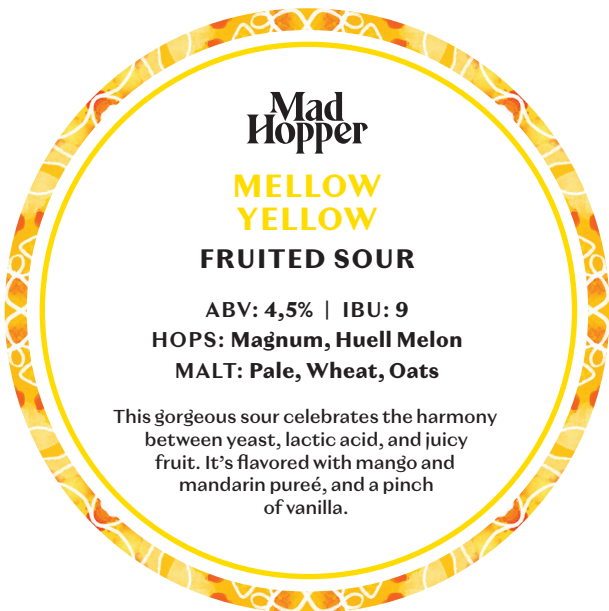 Mad
Hopper
MELLOW
YELLOW
FRUITED SOUR
ABV: 4,5% | IBU: 9
HOPS: Magnum, Huell Melon
MALT: Pale, Wheat, Oats
This gorgeous sour celebrates the harmony
between yeast, lactic acid, and juicy
fruit. It’s flavored with mango and
mandarin pureé, and a pinch
of vanilla.